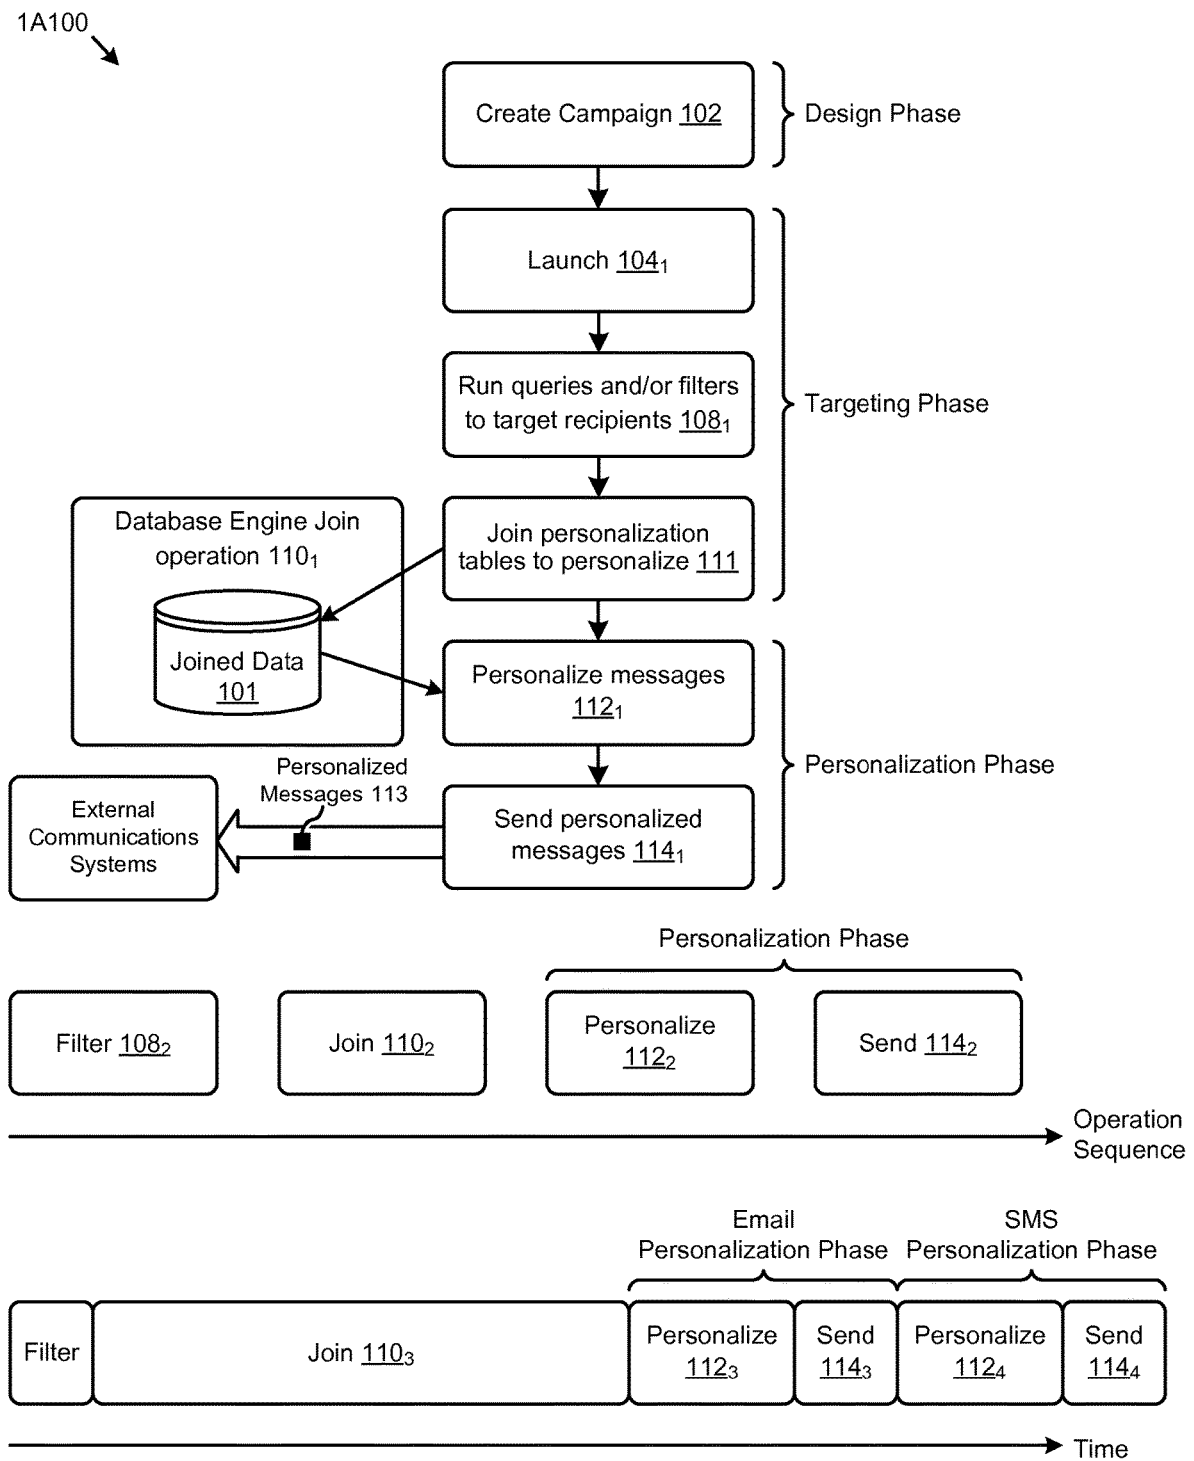 1A100
Create Campaign 102
Design Phase
Launch 104₁
Run queries and/or filters
to target recipients 108₁
Targeting Phase
Database Engine Join
operation 110₁
Join personalization
tables to personalize 111
Joined Data
101
Personalize messages
112₁
Personalized
Messages 113
Personalization Phase
External
Communications
Systems
Send personalized
messages 114₁
Personalization Phase
Filter 108₂
Join 110₂
Personalize
112₂
Send 114₂
Operation
Sequence
Email
Personalization Phase
SMS
Personalization Phase
Filter
Join 110₃
Personalize
112₃
Send
114₃
Personalize
112₄
Send
114₄
Time